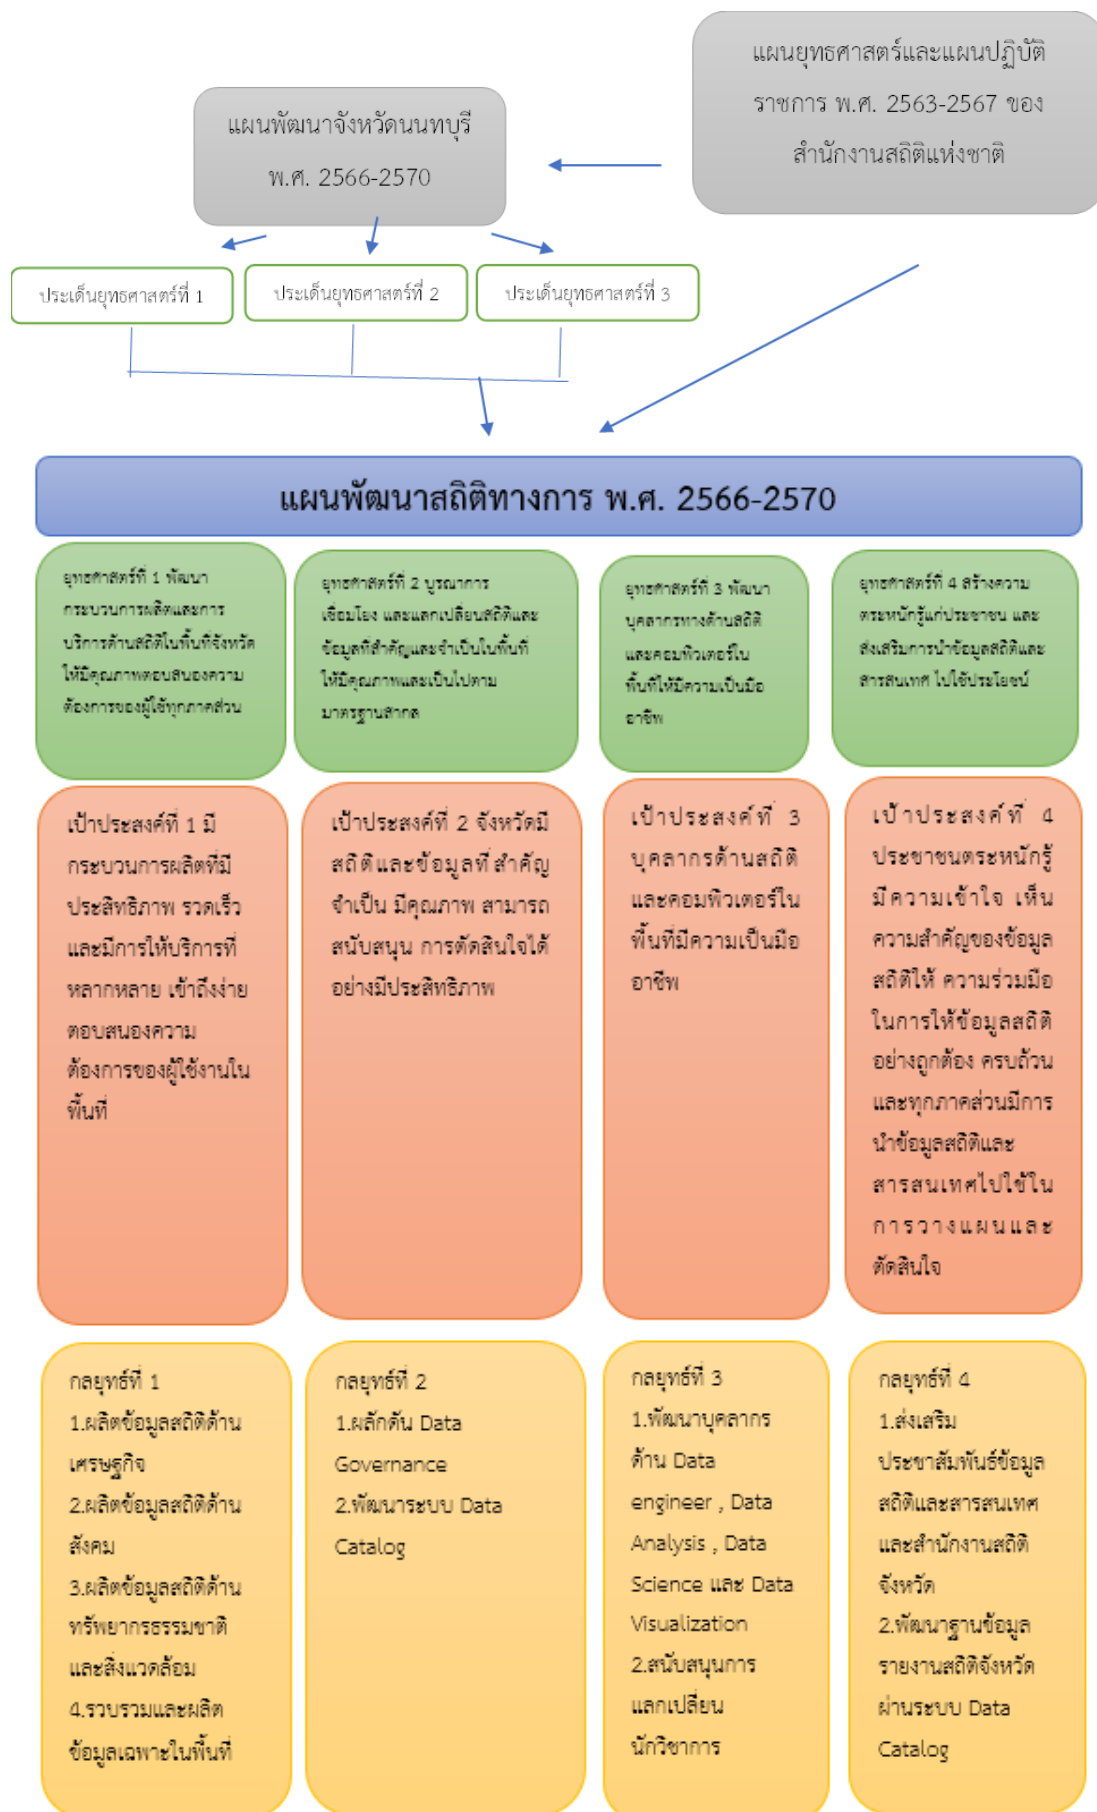 แผนยุทธศาสตร์และแผนปฏิบัติ
ราชการ พ.ศ. 2563-2567 ของ
สำนักงานสถิติแห่งชาติ
แผนพัฒนาจังหวัดนนทบุรี
พ.ศ. 2566-2570
ประเด็นยุทธศาสตร์ที่ 1
ประเด็นยุทธศาสตร์ที่ 2
ประเด็นยุทธศาสตร์ที่ 3
แผนพัฒนาสถิติทางการ พ.ศ. 2566-2570
ยุทธศาสตร์ที่ 1 พัฒนา
กระบวนการผลิตและการ
บริการด้านสถิติในพื้นที่จังหวัด
ให้มีคุณภาพตอบสนองความ
ต้องการของผู้ใช้ทุกภาคส่วน
ยุทธศาสตร์ที่ 2 บูรณาการ
เชื่อมโยง และแลกเปลี่ยนสถิติและ
ข้อมูลที่สำคัญและจำเป็นในพื้นที่
ให้มีคุณภาพและเป็นไปตาม
มาตรฐานสากล
ยุทธศาสตร์ที่ 3 พัฒนา
บุคลากรทางด้านสถิติ
และคอมพิวเตอร์ใน
พื้นที่ให้มีความเป็นมือ
อาชีพ
ยุทธศาสตร์ที่ 4 สร้างความ
ตระหนักรู้แก่ประชาชน และ
ส่งเสริมการนำข้อมูลสถิติและ
สารสนเทศ ไปใช้ประโยชน์
เป้าประสงค์ที่ 1 มี
กระบวนการผลิตที่มี
ประสิทธิภาพ รวดเร็ว
และมีการให้บริการที่
หลากหลาย เข้าถึงง่าย
ตอบสนองความ
ต้องการของผู้ใช้งานใน
พื้นที่
เป้าประสงค์ที่ 2 จังหวัดมี
สถิติและข้อมูลที่สำคัญ
จำเป็น มีคุณภาพ สามารถ
สนับสนุน การตัดสินใจได้
อย่างมีประสิทธิภาพ
เป้าประสงค์ที่ 3
บุคลากรด้านสถิติ
และคอมพิวเตอร์ใน
พื้นที่มีความเป็นมือ
อาชีพ
เป้าประสงค์ที่ 4
ประชาชนตระหนักรู้
มีความเข้าใจ เห็น
ความสำคัญของข้อมูล
สถิติให้ ความร่วมมือ
ในการให้ข้อมูลสถิติ
อย่างถูกต้อง ครบถ้วน
และทุกภาคส่วนมีการ
นำข้อมูลสถิติและ
สารสนเทศไปใช้ใน
การวางแผนและ
ตัดสินใจ
กลยุทธ์ที่ 1
1.ผลิตข้อมูลสถิติด้าน
เศรษฐกิจ
2.ผลิตข้อมูลสถิติด้าน
สังคม
3.ผลิตข้อมูลสถิติด้าน
ทรัพยากรธรรมชาติ
และสิ่งแวดล้อม
4.รวบรวมและผลิต
ข้อมูลเฉพาะในพื้นที่
กลยุทธ์ที่ 2
1.ผลักดัน Data
Governance
2.พัฒนาระบบ Data
Catalog
กลยุทธ์ที่ 3
1.พัฒนาบุคลากร
ด้าน Data
engineer , Data
Analysis , Data
Science และ Data
Visualization
2.สนับสนุนการ
แลกเปลี่ยน
นักวิชาการ
กลยุทธ์ที่ 4
1.ส่งเสริม
ประชาสัมพันธ์ข้อมูล
สถิติและสารสนเทศ
และสำนักงานสถิติ
จังหวัด
2.พัฒนาฐานข้อมูล
รายงานสถิติจังหวัด
ผ่านระบบ Data
Catalog